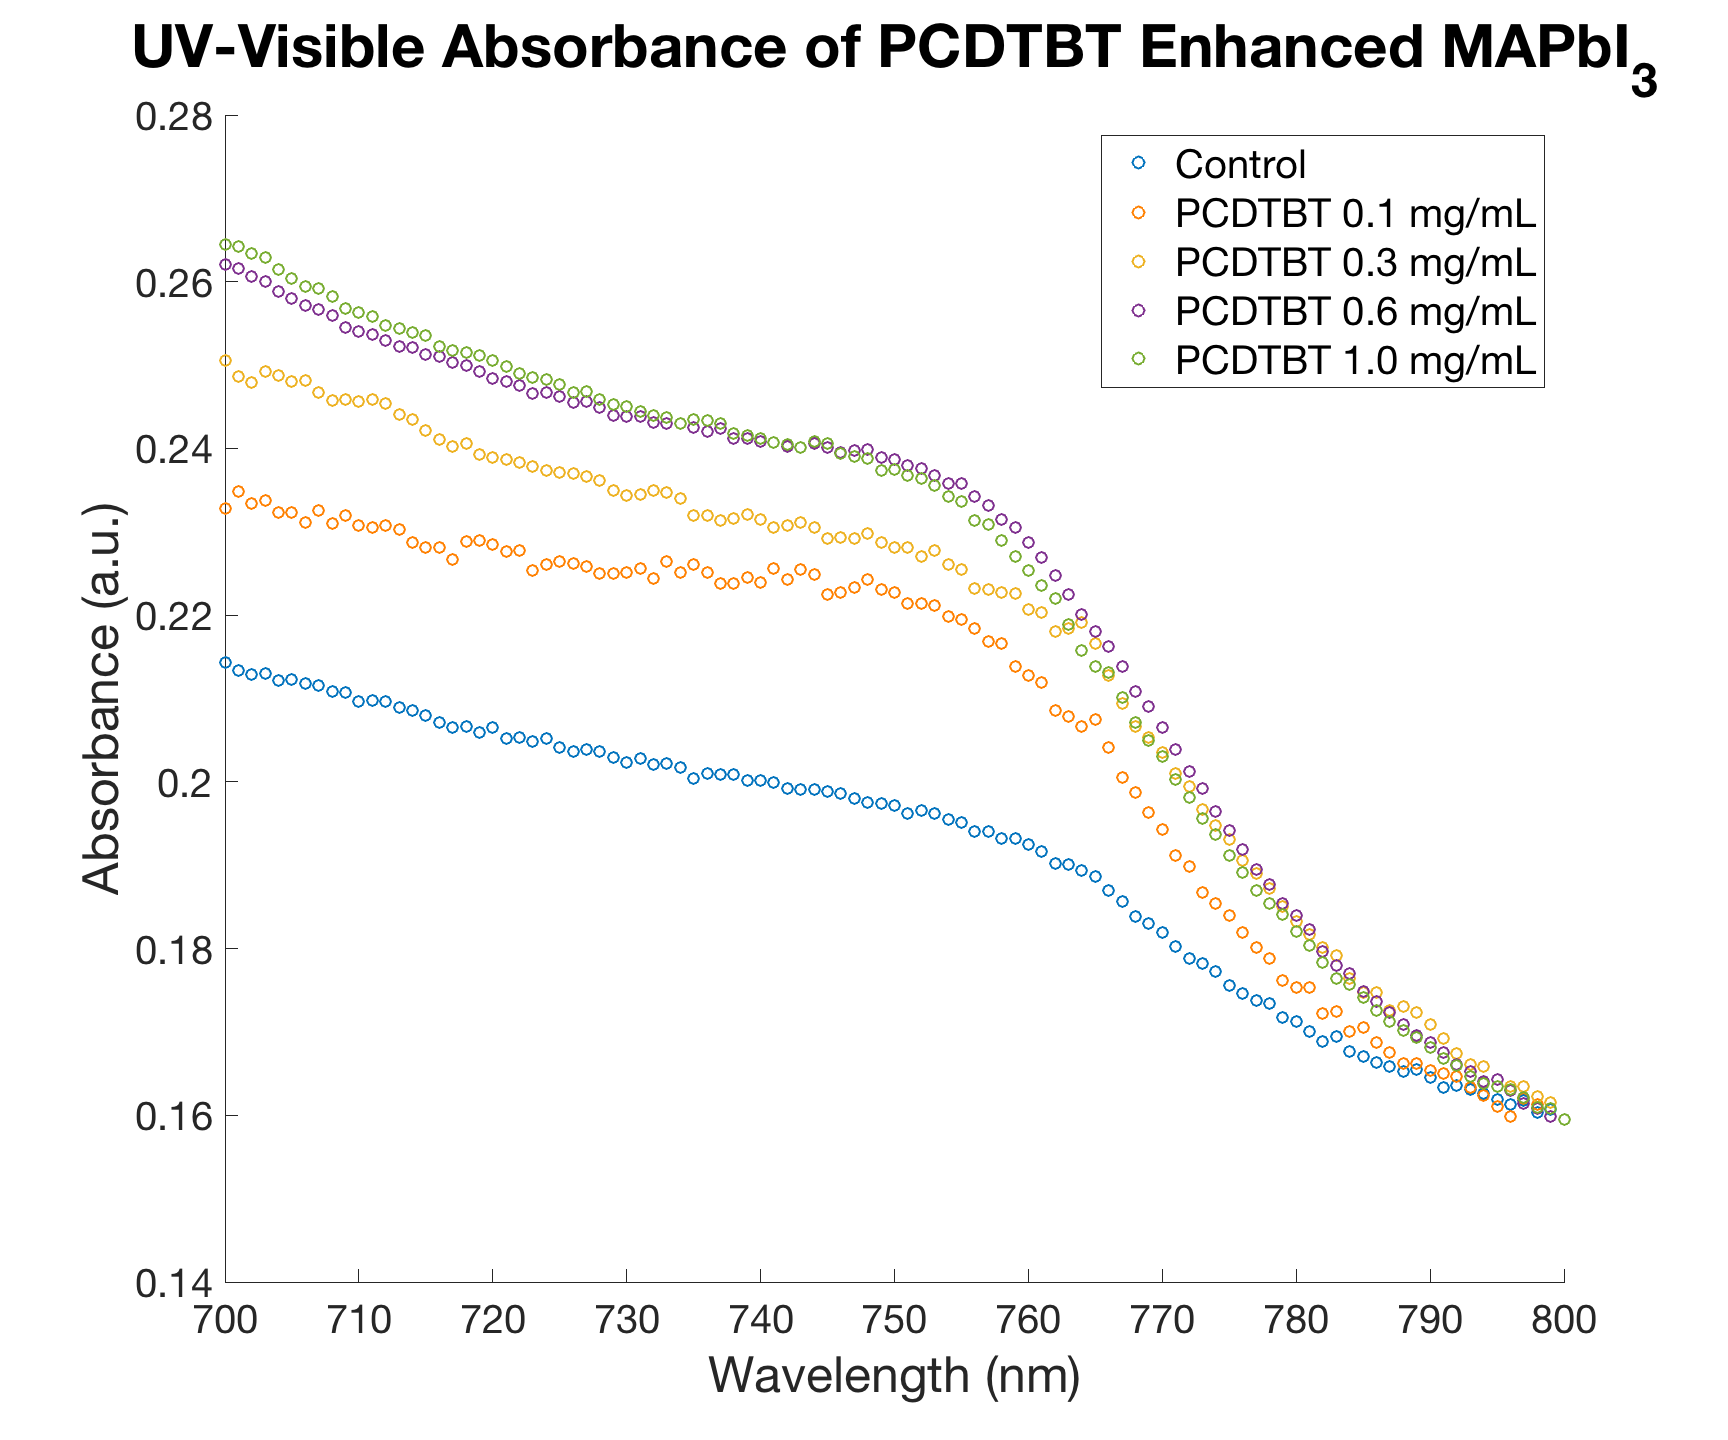 UV-Visible Absorbance of PCDTBT Enhanced MAPbI₃
0.28
Control
PCDTBT 0.1 mg/mL
PCDTBT 0.3 mg/mL
PCDTBT 0.6 mg/mL
PCDTBT 1.0 mg/mL
0.26
0.24
0.22
0.2
0.18
0.16
0.14
Absorbance (a.u.)
700 710 720 730 740 750 760 770 780 790 800
Wavelength (nm)